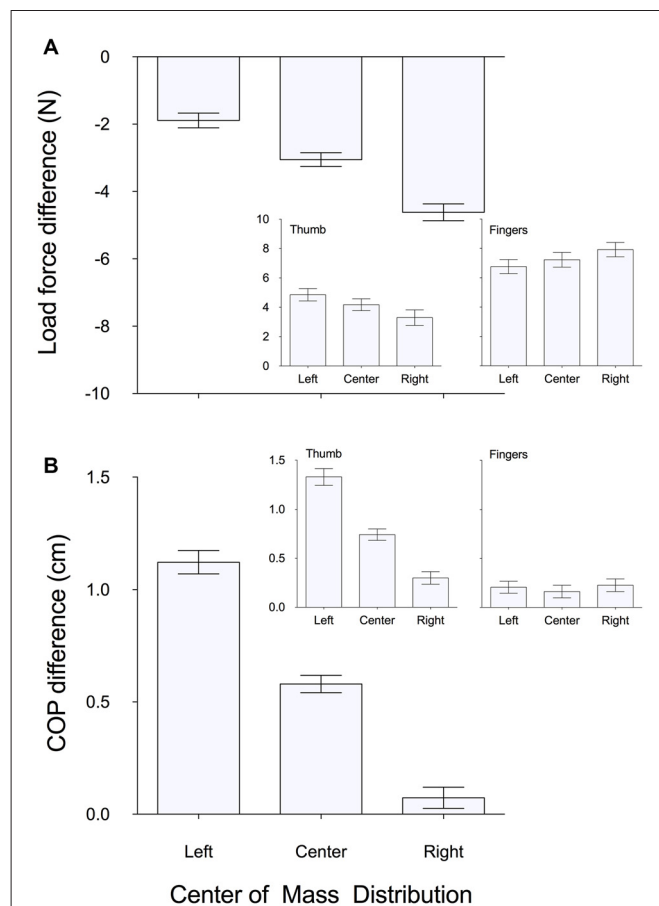 A
Load force difference (N)
0
-2
-4
-6
-8
-10
Thumb
10
8
6
4
2
0
Left Center Right
Fingers
Left Center Right
B
COP difference (cm)
1.5
1.0
0.5
0.0
Thumb
1.5
1.0
0.5
0.0
Left Center Right
Fingers
Left Center Right
Left Center Right
Center of Mass Distribution